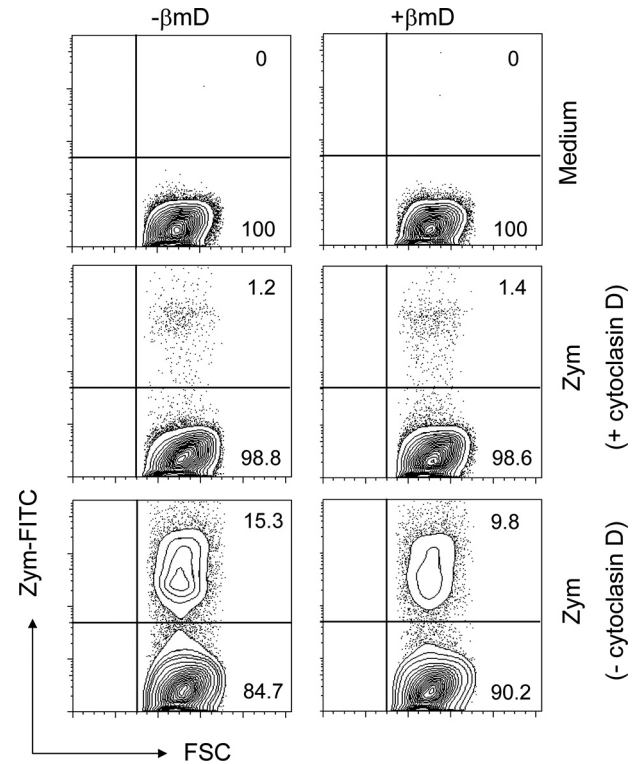 -βmD +βmD
0 0
Medium
100 100
1.2 1.4
Zym
(+ cytoclasin D)
98.8 98.6
15.3 9.8
Zym
(- cytoclasin D)
84.7 90.2
Zym-FITC
FSC